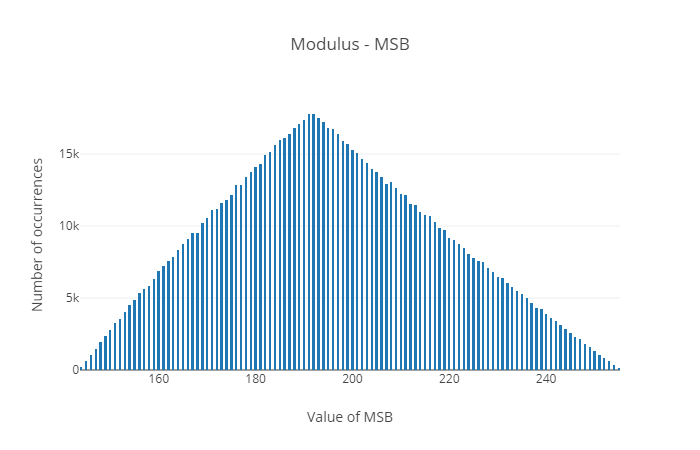 Modulus - MSB
Number of occurrences
15k
10k
5k
0
160 180 200 220 240
Value of MSB